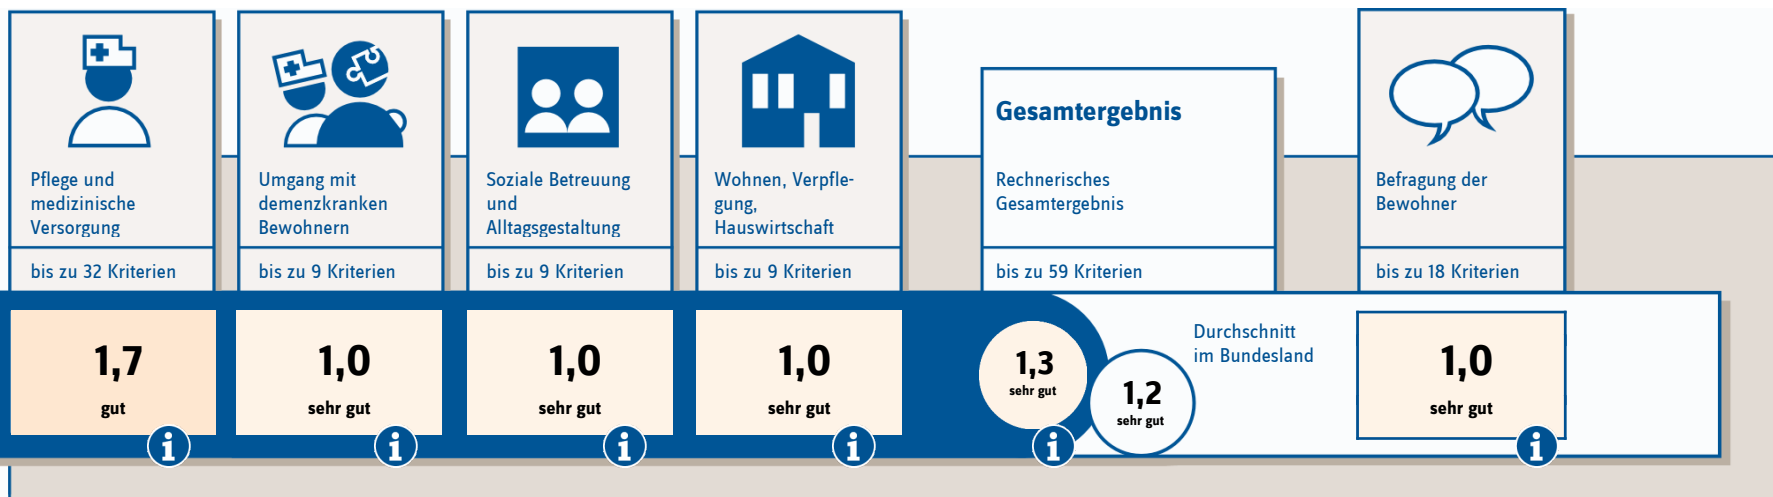 Pflege und
medizinische
Versorgung
bis zu 32 Kriterien
1,7
gut
i
Umgang mit
demenzkranken
Bewohnern
bis zu 9 Kriterien
1,0
sehr gut
i
Soziale Betreuung
und
Alltagsgestaltung
bis zu 9 Kriterien
1,0
sehr gut
i
Wohnen, Verpfle-
gung,
Hauswirtschaft
bis zu 9 Kriterien
1,0
sehr gut
i
Gesamtergebnis
Rechnerisches
Gesamtergebnis
bis zu 59 Kriterien
1,3
sehr gut
i
1,2
sehr gut
Durchschnitt
im Bundesland
Befragung der
Bewohner
bis zu 18 Kriterien
1,0
sehr gut
i